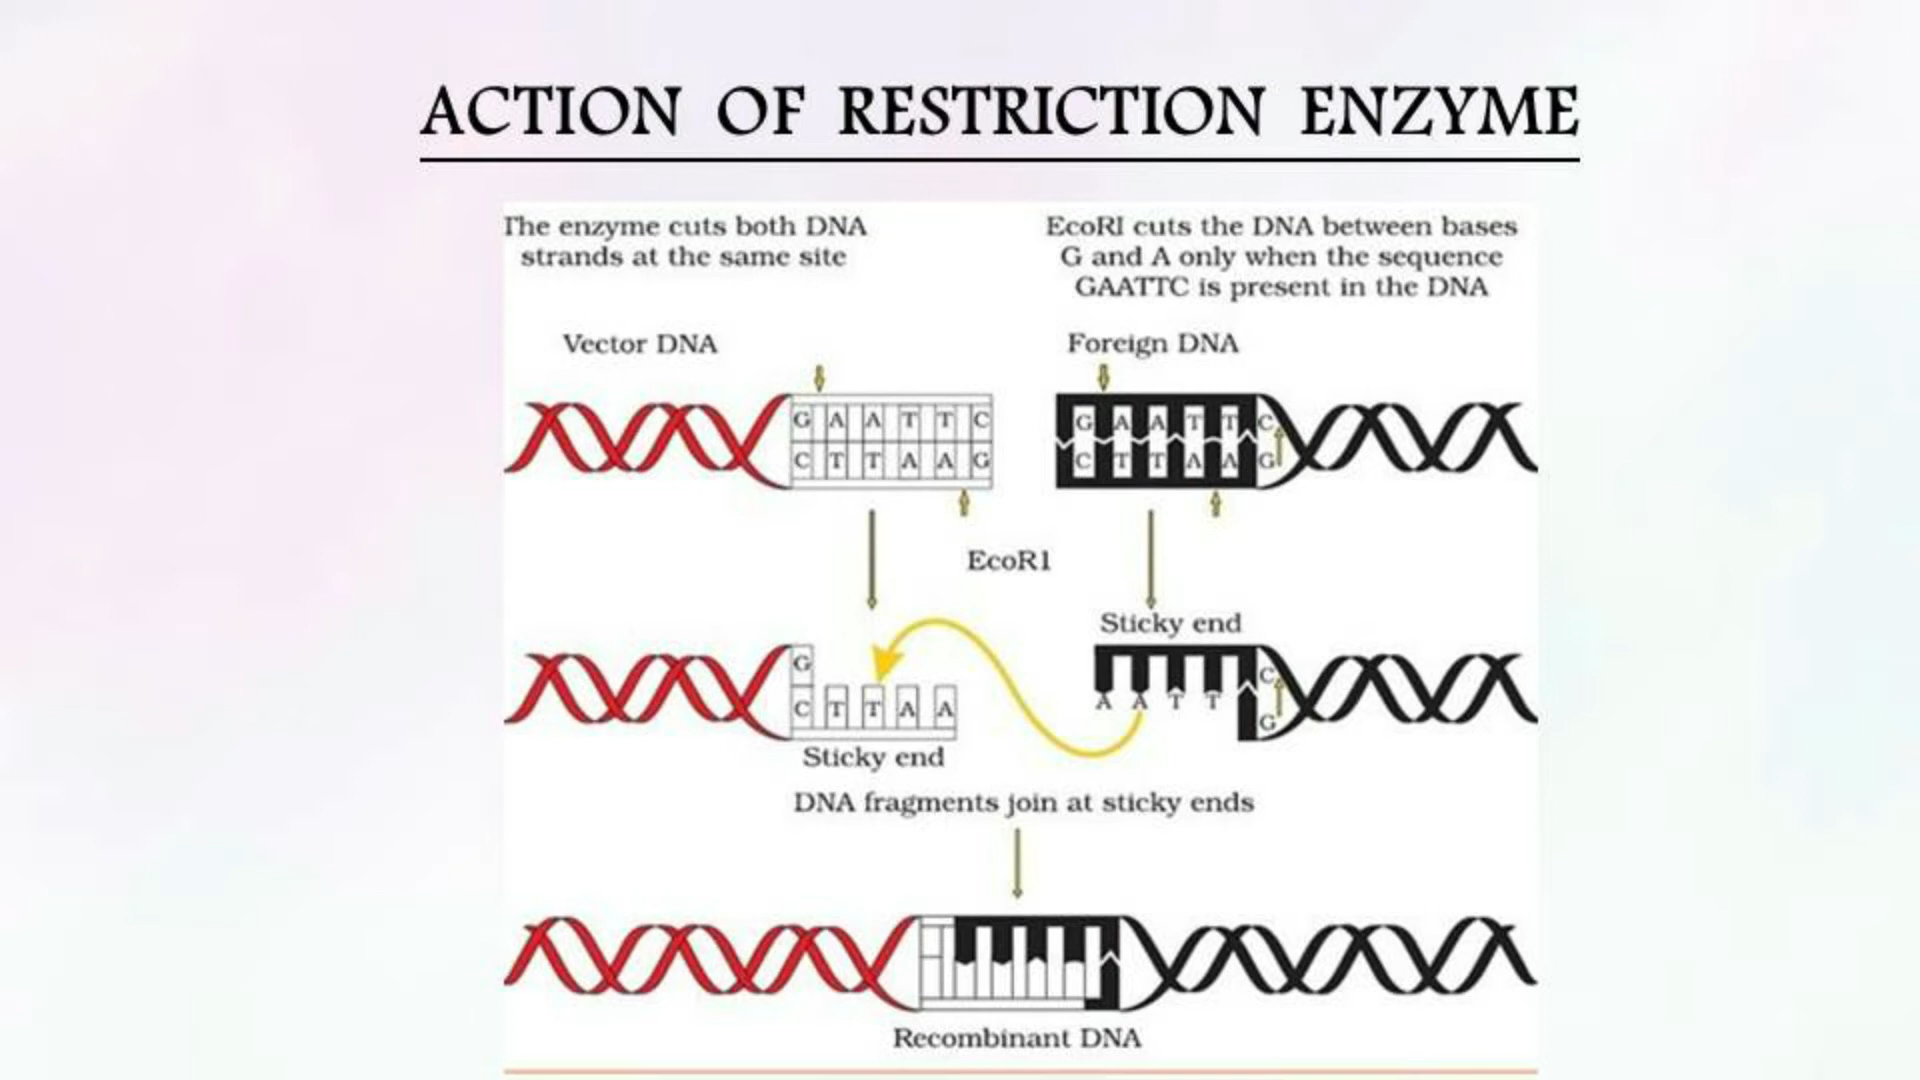 ACTION OF RESTRICTION ENZYME
The enzyme cuts both DNA
strands at the same site
EcoRI cuts the DNA between bases
G and A only when the sequence
GAATTC is present in the DNA
Vector DNA
Foreign DNA
G A A T T C
C T T A A G
G A A T T C
C T T A A G
EcoR1
Sticky end
G
C T T A A
C
A A T T
G
Sticky end
DNA fragments join at sticky ends
Recombinant DNA